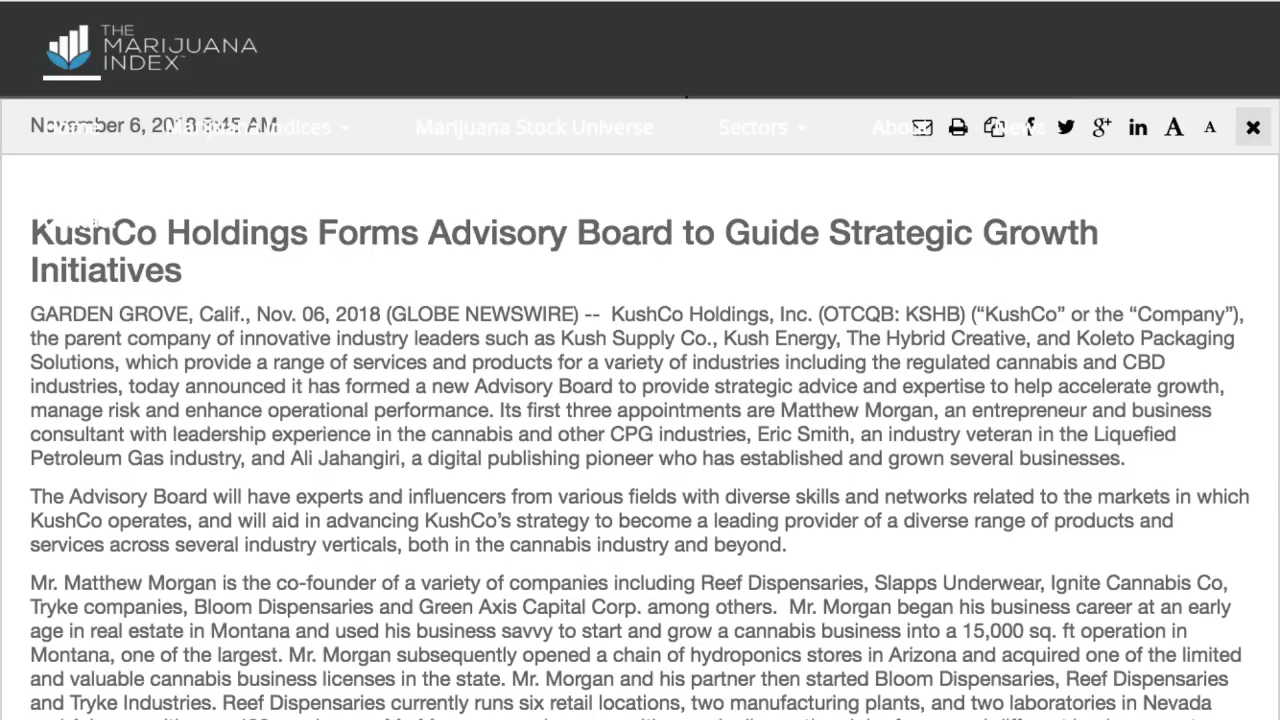 THE
MARIJUANA
INDEX™
November 6, 2018 8:45 AM
Home Marijuana Indices Marijuana Stock Universe Sectors About News
KushCo Holdings Forms Advisory Board to Guide Strategic Growth
Initiatives
GARDEN GROVE, Calif., Nov. 06, 2018 (GLOBE NEWSWIRE) -- KushCo Holdings, Inc. (OTCQB: KSHB) (“KushCo” or the “Company”),
the parent company of innovative industry leaders such as Kush Supply Co., Kush Energy, The Hybrid Creative, and Koleto Packaging
Solutions, which provide a range of services and products for a variety of industries including the regulated cannabis and CBD
industries, today announced it has formed a new Advisory Board to provide strategic advice and expertise to help accelerate growth,
manage risk and enhance operational performance. Its first three appointments are Matthew Morgan, an entrepreneur and business
consultant with leadership experience in the cannabis and other CPG industries, Eric Smith, an industry veteran in the Liquefied
Petroleum Gas industry, and Ali Jahangiri, a digital publishing pioneer who has established and grown several businesses.
The Advisory Board will have experts and influencers from various fields with diverse skills and networks related to the markets in which
KushCo operates, and will aid in advancing KushCo’s strategy to become a leading provider of a diverse range of products and
services across several industry verticals, both in the cannabis industry and beyond.
Mr. Matthew Morgan is the co-founder of a variety of companies including Reef Dispensaries, Slapps Underwear, Ignite Cannabis Co,
Tryke companies, Bloom Dispensaries and Green Axis Capital Corp. among others. Mr. Morgan began his business career at an early
age in real estate in Montana and used his business savvy to start and grow a cannabis business into a 15,000 sq. ft operation in
Montana, one of the largest. Mr. Morgan subsequently opened a chain of hydroponics stores in Arizona and acquired one of the limited
and valuable cannabis business licenses in the state. Mr. Morgan and his partner then started Bloom Dispensaries, Reef Dispensaries
and Tryke Industries. Reef Dispensaries currently runs six retail locations, two manufacturing plants, and two laboratories in Nevada